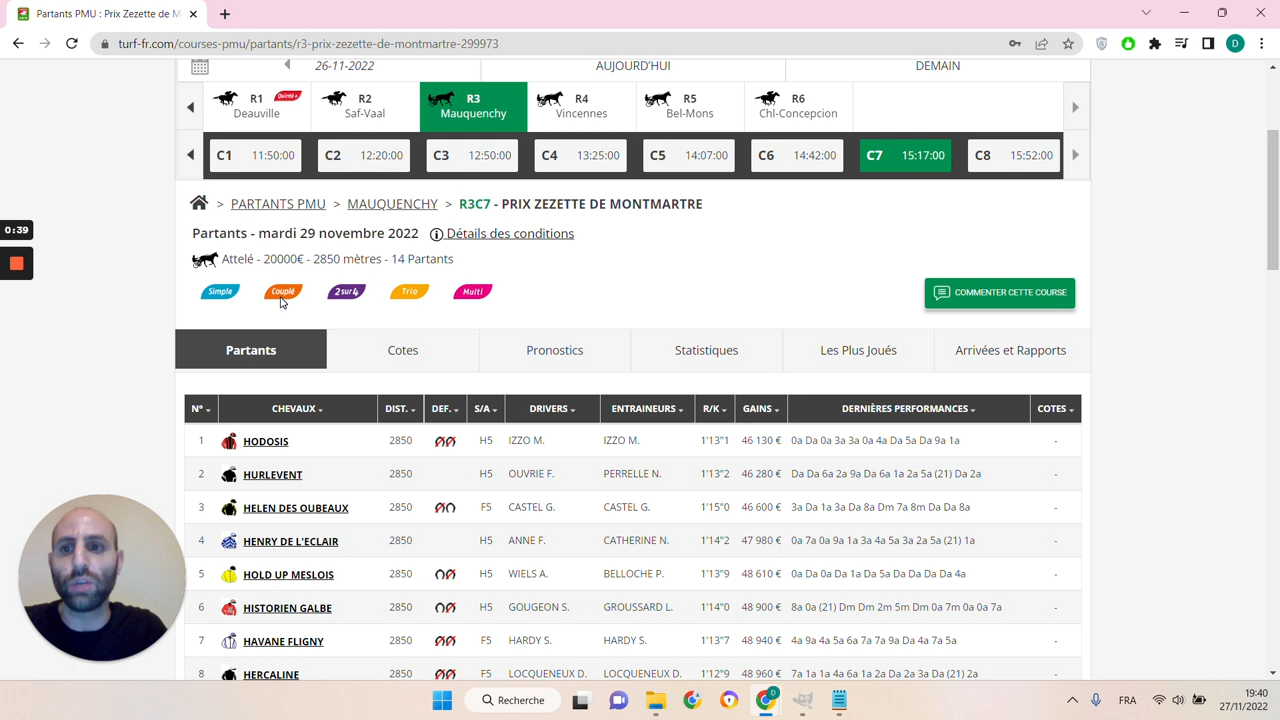 Partants PMU : Prix Zezette de M
turf-fr.com/courses-pmu/partants/r3-prix-zezette-de-montmartre-299973
D
26-11-2022 AUJOURD'HUI DEMAIN
R1 Quinté+ R2 R3 R4 R5 R6
Deauville Saf-Vaal Mauquenchy Vincennes Bel-Mons Chl-Concepcion
C1 11:50:00 C2 12:20:00 C3 12:50:00 C4 13:25:00 C5 14:07:00 C6 14:42:00 C7 15:17:00 C8 15:52:00
> PARTANTS PMU > MAUQUENCHY > R3C7 - PRIX ZEZETTE DE MONTMARTRE
0:39
Partants - mardi 29 novembre 2022 Détails des conditions
Attelé - 20000€ - 2850 mètres - 14 Partants
Simple Couplé 2sur4 Trio Multi COMMENTER CETTE COURSE
Partants Cotes Pronostics Statistiques Les Plus Joués Arrivées et Rapports
N° CHEVAUX DIST. DEF. S/A DRIVERS ENTRAINEURS R/K GAINS DERNIÈRES PERFORMANCES COTES
1 HODOSIS 2850 H5 IZZO M. IZZO M. 1'13"1 46 130 € 0a Da 0a 3a 3a 0a 4a Da 5a Da 9a 1a -
2 HURLEVENT 2850 H5 OUVRIE F. PERRELLE N. 1'13"2 46 280 € Da Da 6a 2a 9a Da 6a 1a 2a 5a (21) Da 2a -
3 HELEN DES OUBEAUX 2850 F5 CASTEL G. CASTEL G. 1'15"0 46 600 € 3a Da 1a 3a Da 8a Dm 7a 8m Da Da 8a -
4 HENRY DE L'ECLAIR 2850 H5 ANNE F. CATHERINE N. 1'14"2 47 980 € 0a 7a 0a 9a 1a 3a 4a 5a 3a 2a 5a (21) 1a -
5 HOLD UP MESLOIS 2850 H5 WIELS A. BELLOCHE P. 1'13"9 48 610 € 0a Da 0a Da 1a Da 5a Da Da Da Da 4a -
6 HISTORIEN GALBE 2850 H5 GOUGEON S. GROUSSARD L. 1'14"0 48 900 € 8a 0a (21) Dm Dm 2m 5m Dm 0a 7m 0a 0a 7a -
7 HAVANE FLIGNY 2850 F5 HARDY S. HARDY S. 1'13"7 48 940 € 4a 9a 4a 5a 6a 7a 7a 9a Da 4a 7a 5a -
8 HERCALINE 2850 F5 LOCQUENEUX D. LOCQUENEUX D. 1'12"9 48 960 € 7a 1a 1a 4a 6a 1a 2a Da 2a 3a Da (21) 2a -
Recherche D FRA 19:40
27/11/2022